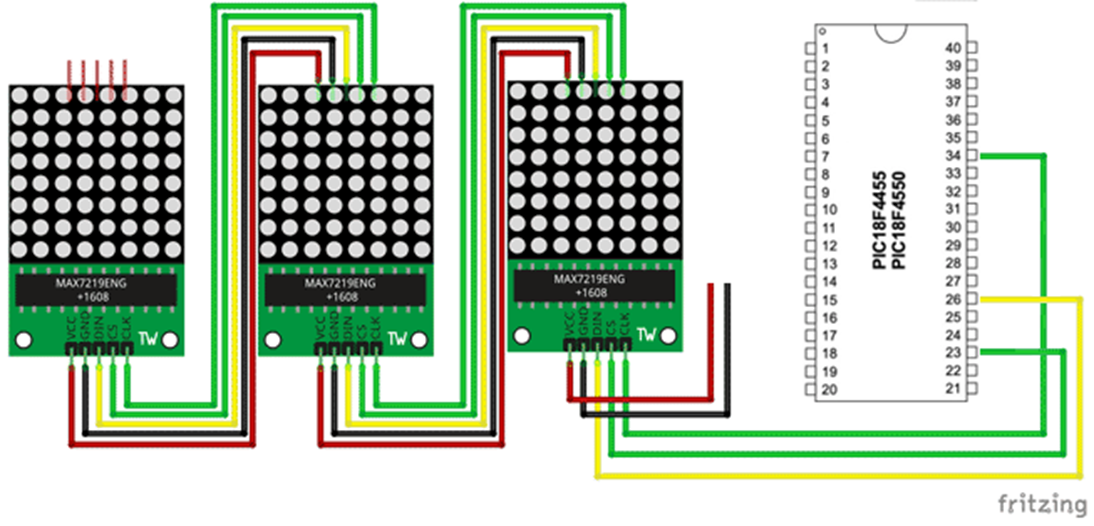 MAX7219ENG
+1608
VCC
GND
DIN
CS
CLK
TW
MAX7219ENG
+1608
VCC
GND
DIN
CS
CLK
TW
MAX7219ENG
+1608
VCC
GND
DIN
CS
CLK
TW
1 40
2 39
3 38
4 37
5 36
6 35
7 34
8 33
9 32
10 31
11 30
12 29
13 28
14 27
15 26
16 25
17 24
18 23
19 22
20 21
PIC18F4455
PIC18F4550
fritzing